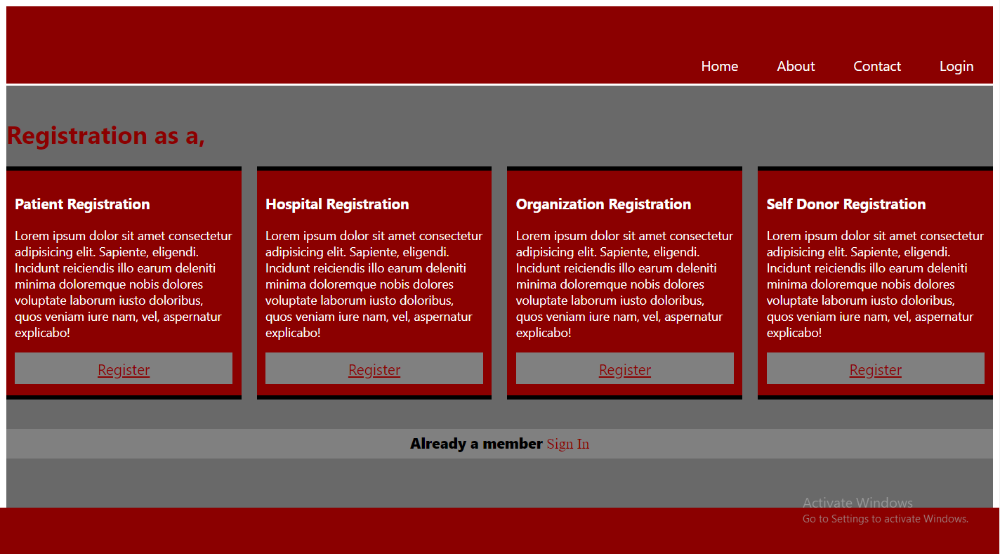 Home About Contact Login
Registration as a,
Patient Registration
Lorem ipsum dolor sit amet consectetur
adipisicing elit. Sapiente, eligendi.
Incidunt reiciendis illo earum deleniti
minima doloremque nobis dolores
voluptate laborum iusto doloribus,
quos veniam iure nam, vel, aspernatur
explicabo!
Register
Hospital Registration
Lorem ipsum dolor sit amet consectetur
adipisicing elit. Sapiente, eligendi.
Incidunt reiciendis illo earum deleniti
minima doloremque nobis dolores
voluptate laborum iusto doloribus,
quos veniam iure nam, vel, aspernatur
explicabo!
Register
Organization Registration
Lorem ipsum dolor sit amet consectetur
adipisicing elit. Sapiente, eligendi.
Incidunt reiciendis illo earum deleniti
minima doloremque nobis dolores
voluptate laborum iusto doloribus,
quos veniam iure nam, vel, aspernatur
explicabo!
Register
Self Donor Registration
Lorem ipsum dolor sit amet consectetur
adipisicing elit. Sapiente, eligendi.
Incidunt reiciendis illo earum deleniti
minima doloremque nobis dolores
voluptate laborum iusto doloribus,
quos veniam iure nam, vel, aspernatur
explicabo!
Register
Already a member Sign In
Activate Windows
Go to Settings to activate Windows.